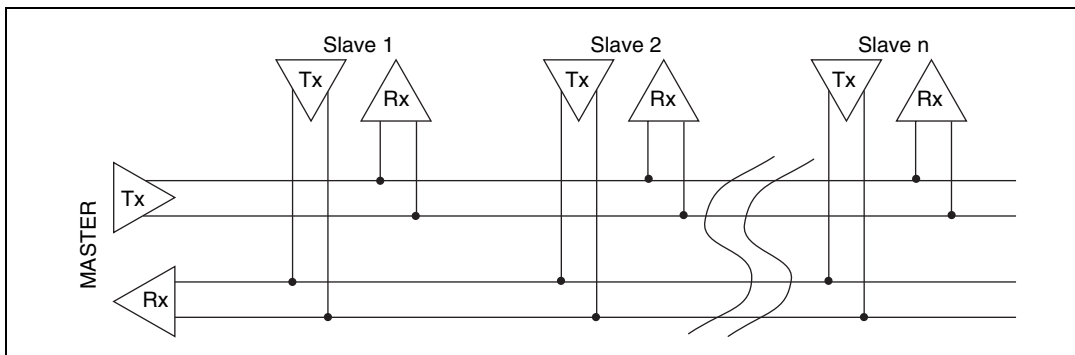 Slave 1
Slave 2
Slave n
Tx
Rx
Tx
Rx
Tx
Rx
MASTER
Tx
Rx